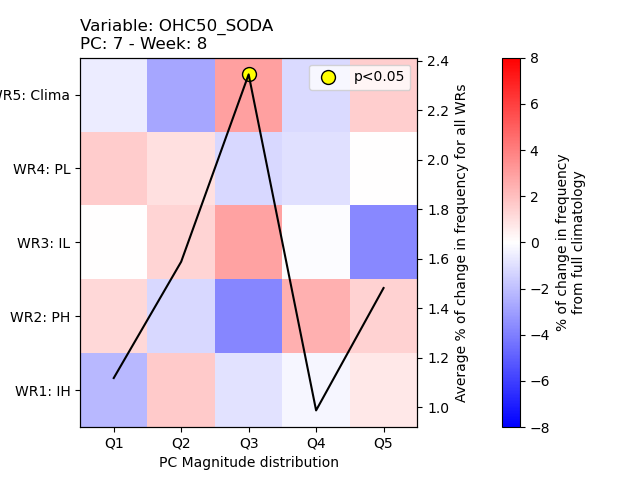 Variable: OHC50_SODA
PC: 7 - Week: 8
p<0.05
WR5: Clima
WR4: PL
WR3: IL
WR2: PH
WR1: IH
Q1 Q2 Q3 Q4 Q5
PC Magnitude distribution
2.4
2.2
2.0
1.8
1.6
1.4
1.2
1.0
Average % of change in frequency for all WRs
8
6
4
2
0
−2
−4
−6
−8
% of change in frequency
from full climatology